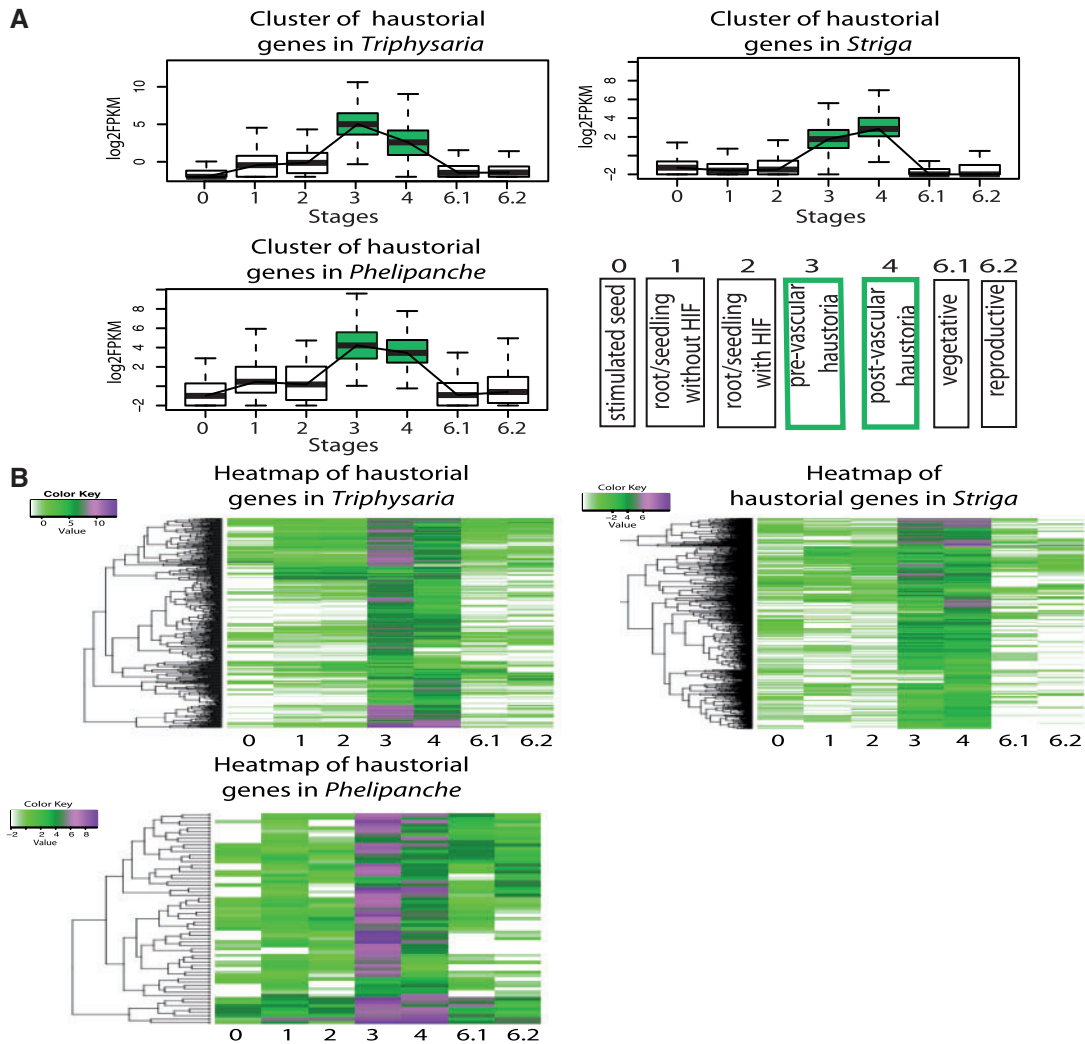 A
Cluster of haustorial
genes in Triphysaria
log2FPKM
10
5
0
0 1 2 3 4 6.1 6.2
Stages
Cluster of haustorial
genes in Striga
log2FPKM
8
6
4
2
-2
0 1 2 3 4 6.1 6.2
Stages
Cluster of haustorial
genes in Phelipanche
log2FPKM
8
6
4
2
-2
0 1 2 3 4 6.1 6.2
Stages
0 1 2 3 4 6.1 6.2
stimulated seed
root/seedling
without HIF
root/seedling
with HIF
pre-vascular
haustoria
post-vascular
haustoria
vegetative
reproductive
B
Heatmap of haustorial
genes in Triphysaria
Color Key
0 5 10
Value
0 1 2 3 4 6.1 6.2
Heatmap of
haustorial genes in Striga
Color Key
-2 2 4 6
Value
0 1 2 3 4 6.1 6.2
Heatmap of haustorial
genes in Phelipanche
Color Key
-2 2 4 6 8
Value
0 1 2 3 4 6.1 6.2